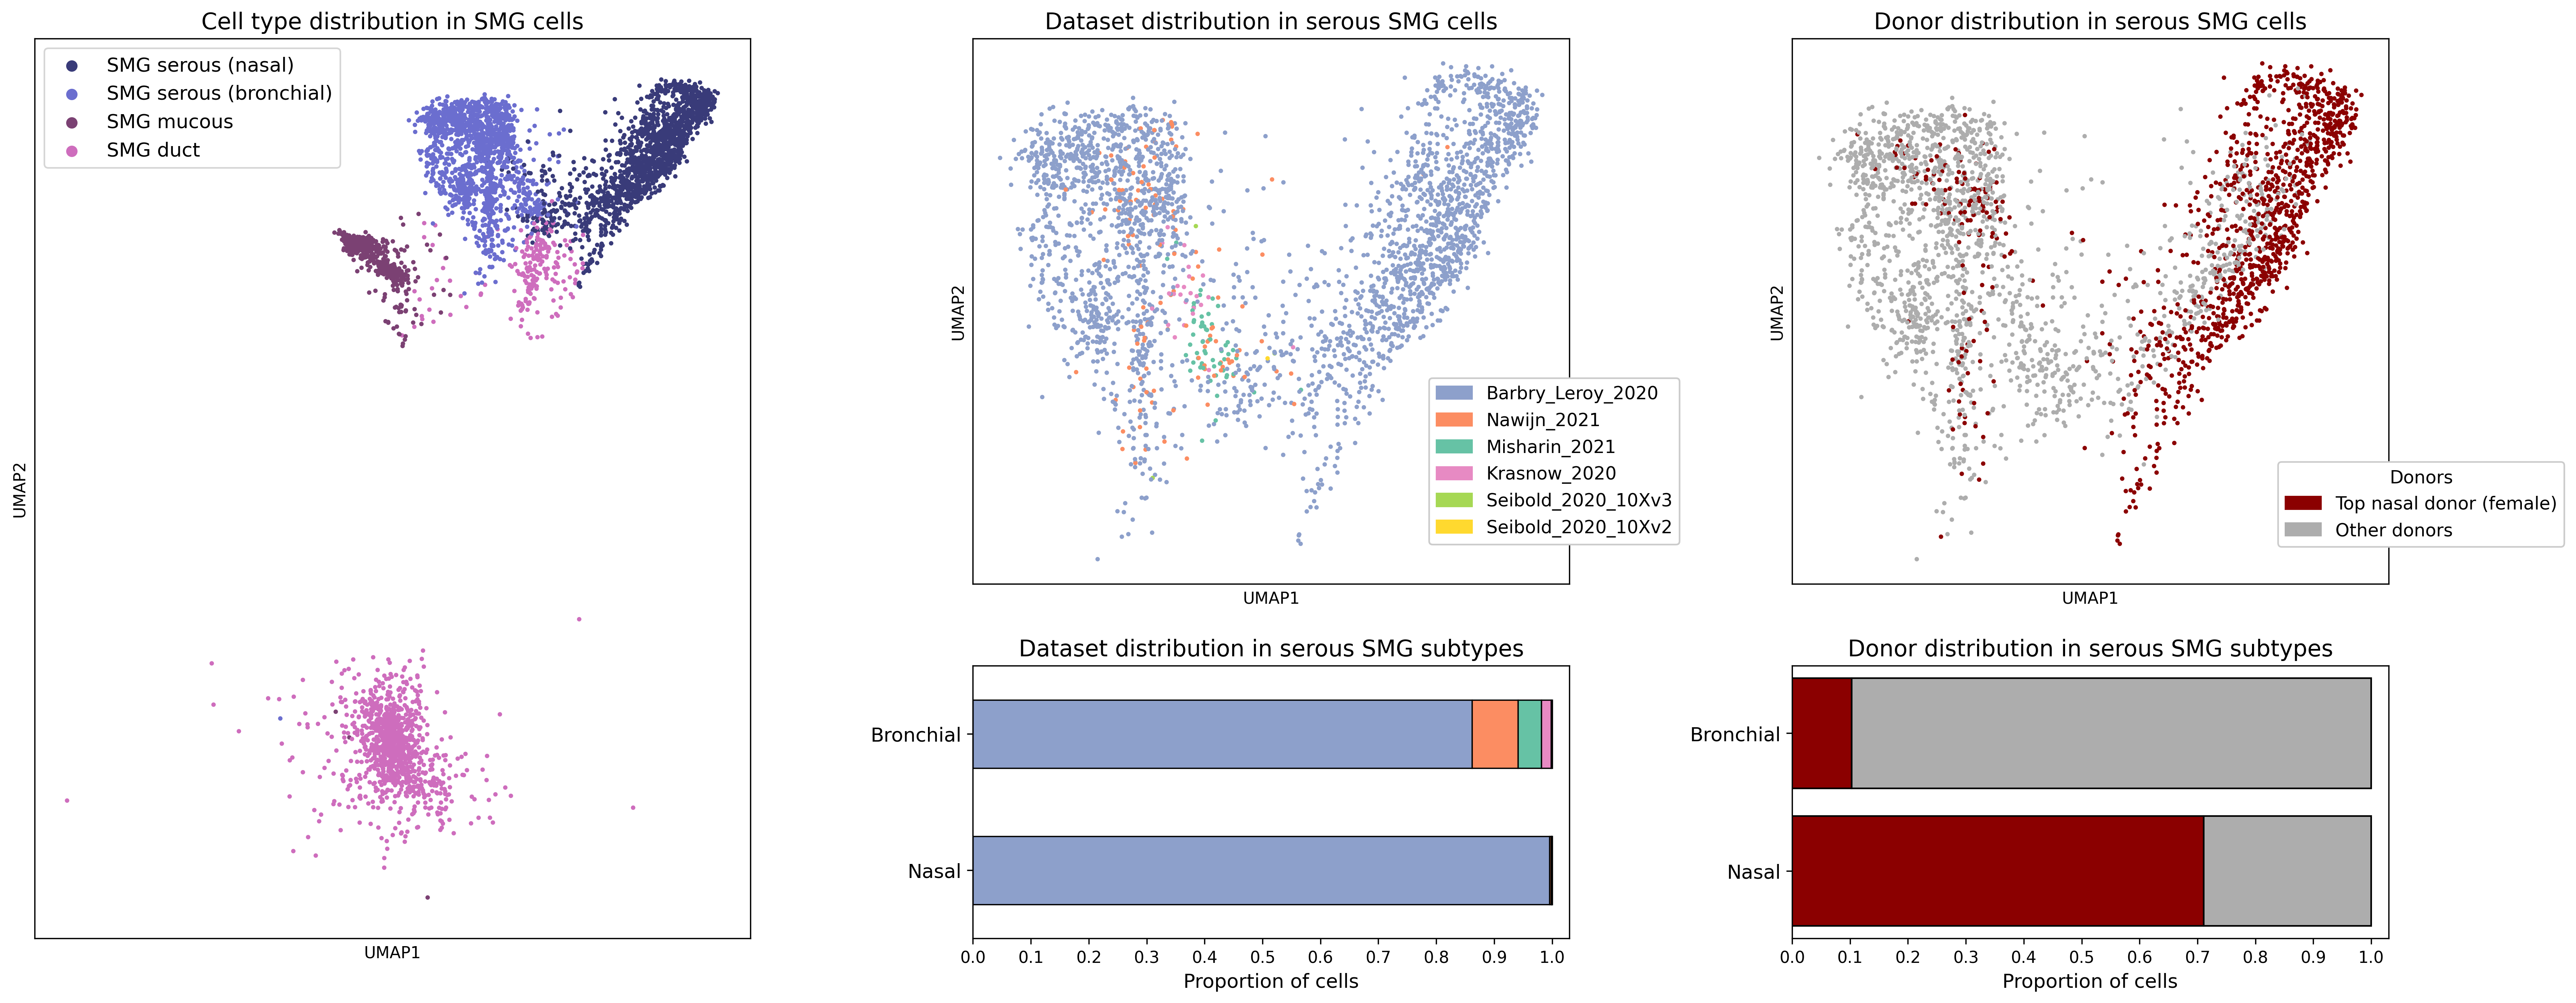 Cell type distribution in SMG cells
SMG serous (nasal)
SMG serous (bronchial)
SMG mucous
SMG duct
UMAP2
UMAP1
Dataset distribution in serous SMG cells
UMAP2
Barbry_Leroy_2020
Nawijn_2021
Misharin_2021
Krasnow_2020
Seibold_2020_10Xv3
Seibold_2020_10Xv2
UMAP1
Donor distribution in serous SMG cells
UMAP2
Donors
Top nasal donor (female)
Other donors
UMAP1
Dataset distribution in serous SMG subtypes
Bronchial
Nasal
0.0 0.1 0.2 0.3 0.4 0.5 0.6 0.7 0.8 0.9 1.0
Proportion of cells
Donor distribution in serous SMG subtypes
Bronchial
Nasal
0.0 0.1 0.2 0.3 0.4 0.5 0.6 0.7 0.8 0.9 1.0
Proportion of cells